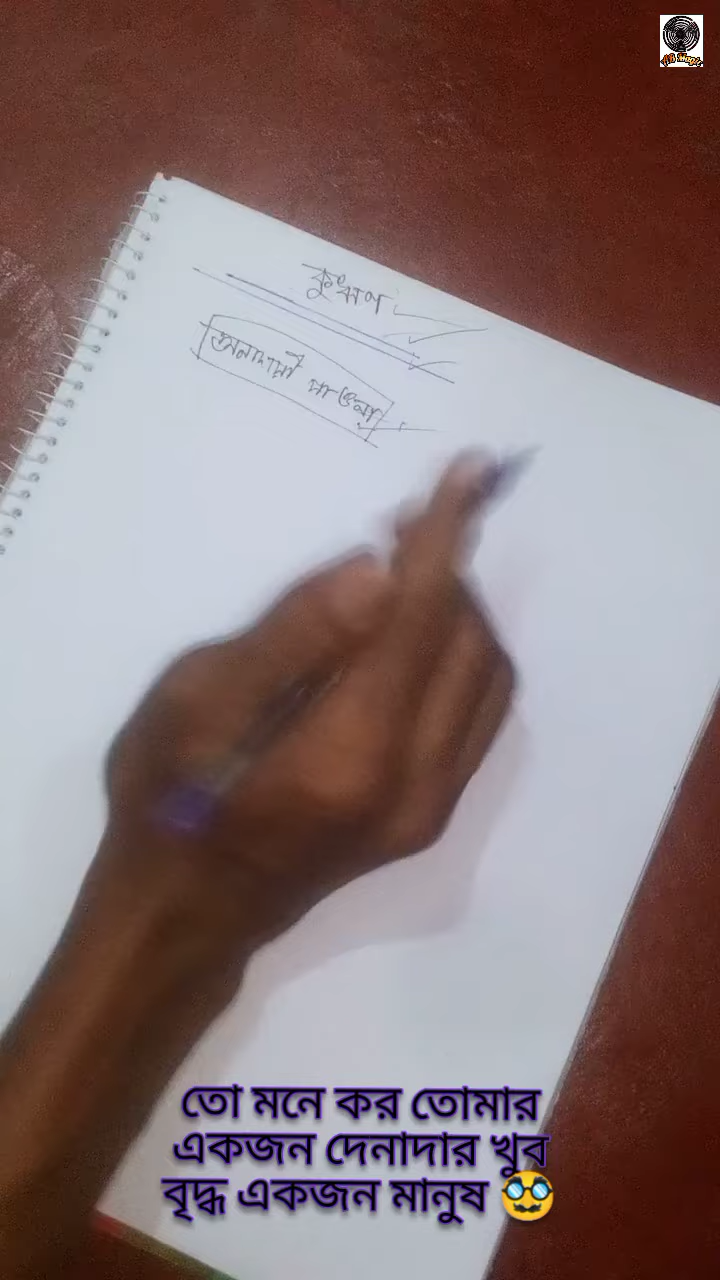 কুঋণ
অনাদায়ী পাওনা
তো মনে কর তোমার
একজন দেনাদার খুব
বৃদ্ধ একজন মানুষ